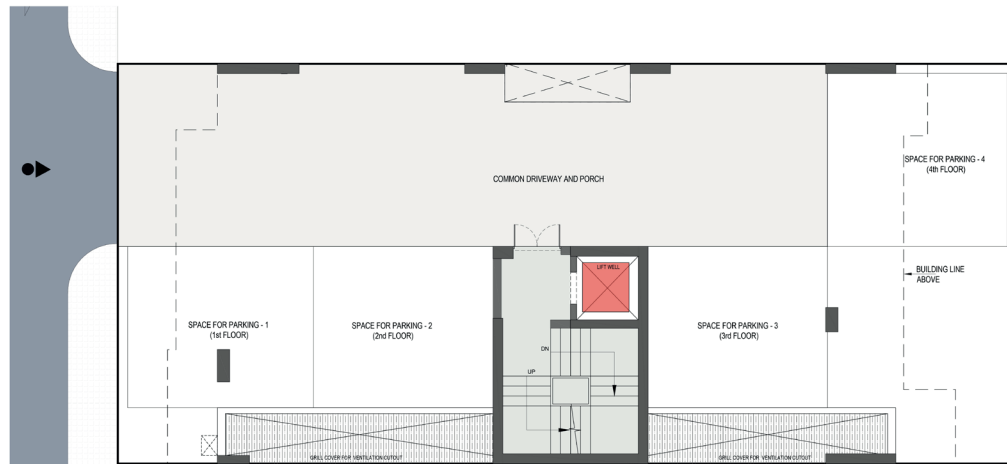 SPACE FOR PARKING - 4
(4th FLOOR)
COMMON DRIVEWAY AND PORCH
LIFT WELL
BUILDING LINE
ABOVE
SPACE FOR PARKING - 1
(1st FLOOR)
SPACE FOR PARKING - 2
(2nd FLOOR)
SPACE FOR PARKING - 3
(3rd FLOOR)
DN
UP
GRILL COVER FOR VENTILATION CUTOUT
GRILL COVER FOR VENTILATION CUTOUT